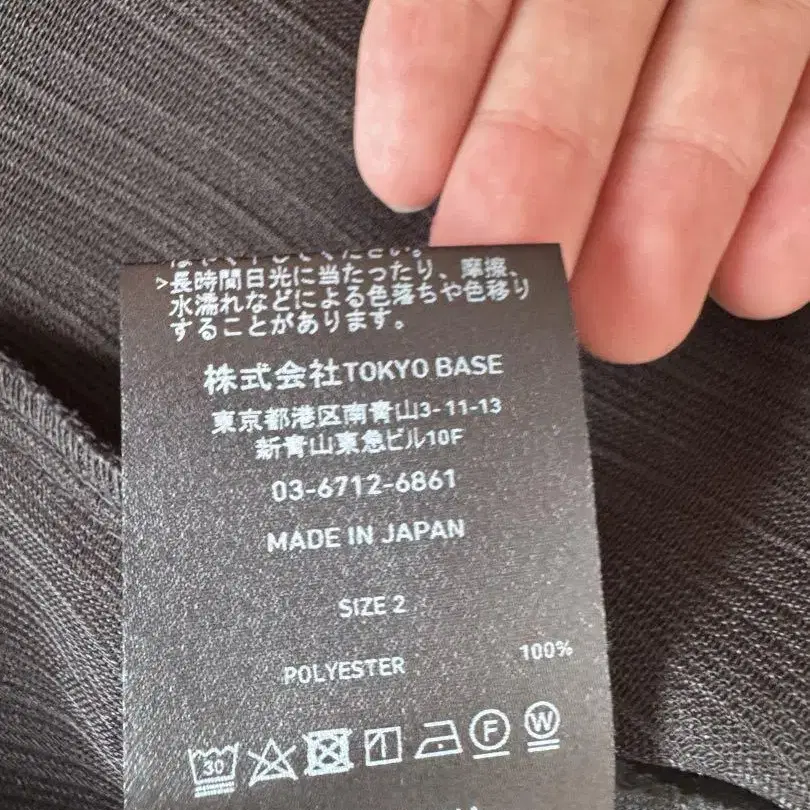 >長時間日光に当たったり、摩擦、
水濡れなどによる色落ちや色移り
することがあります。
株式会社TOKYO BASE
東京都港区南青山3-11-13
新青山東急ビル10F
03-6712-6861
MADE IN JAPAN
SIZE 2
POLYESTER 100%
30 F W